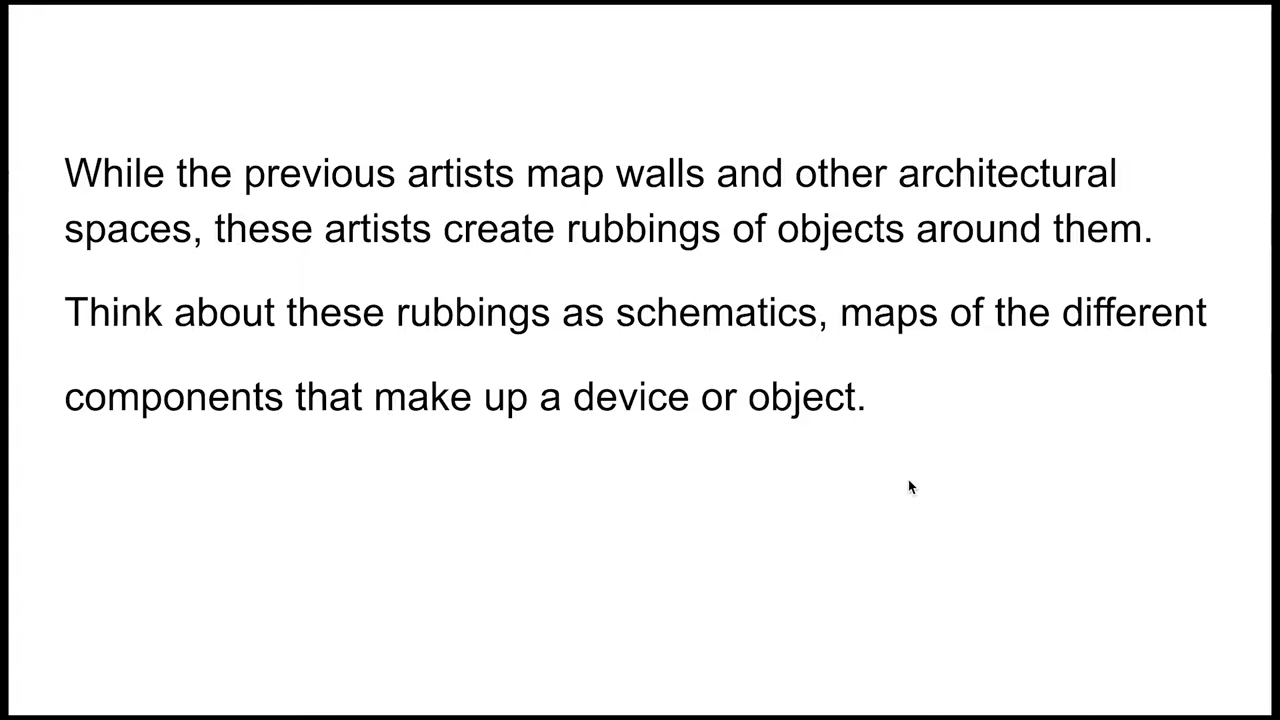 While the previous artists map walls and other architectural
spaces, these artists create rubbings of objects around them.
Think about these rubbings as schematics, maps of the different
components that make up a device or object.